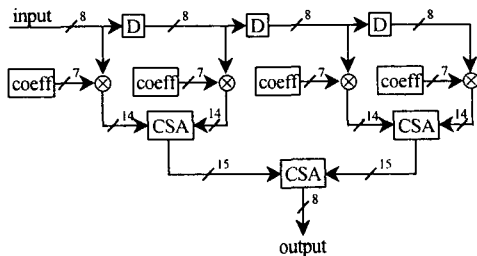 input 8 D 8 D 8 D 8
coeff 7 coeff 7 coeff 7 coeff 7
14 CSA 14 14 CSA 14
15 CSA 15
8
output